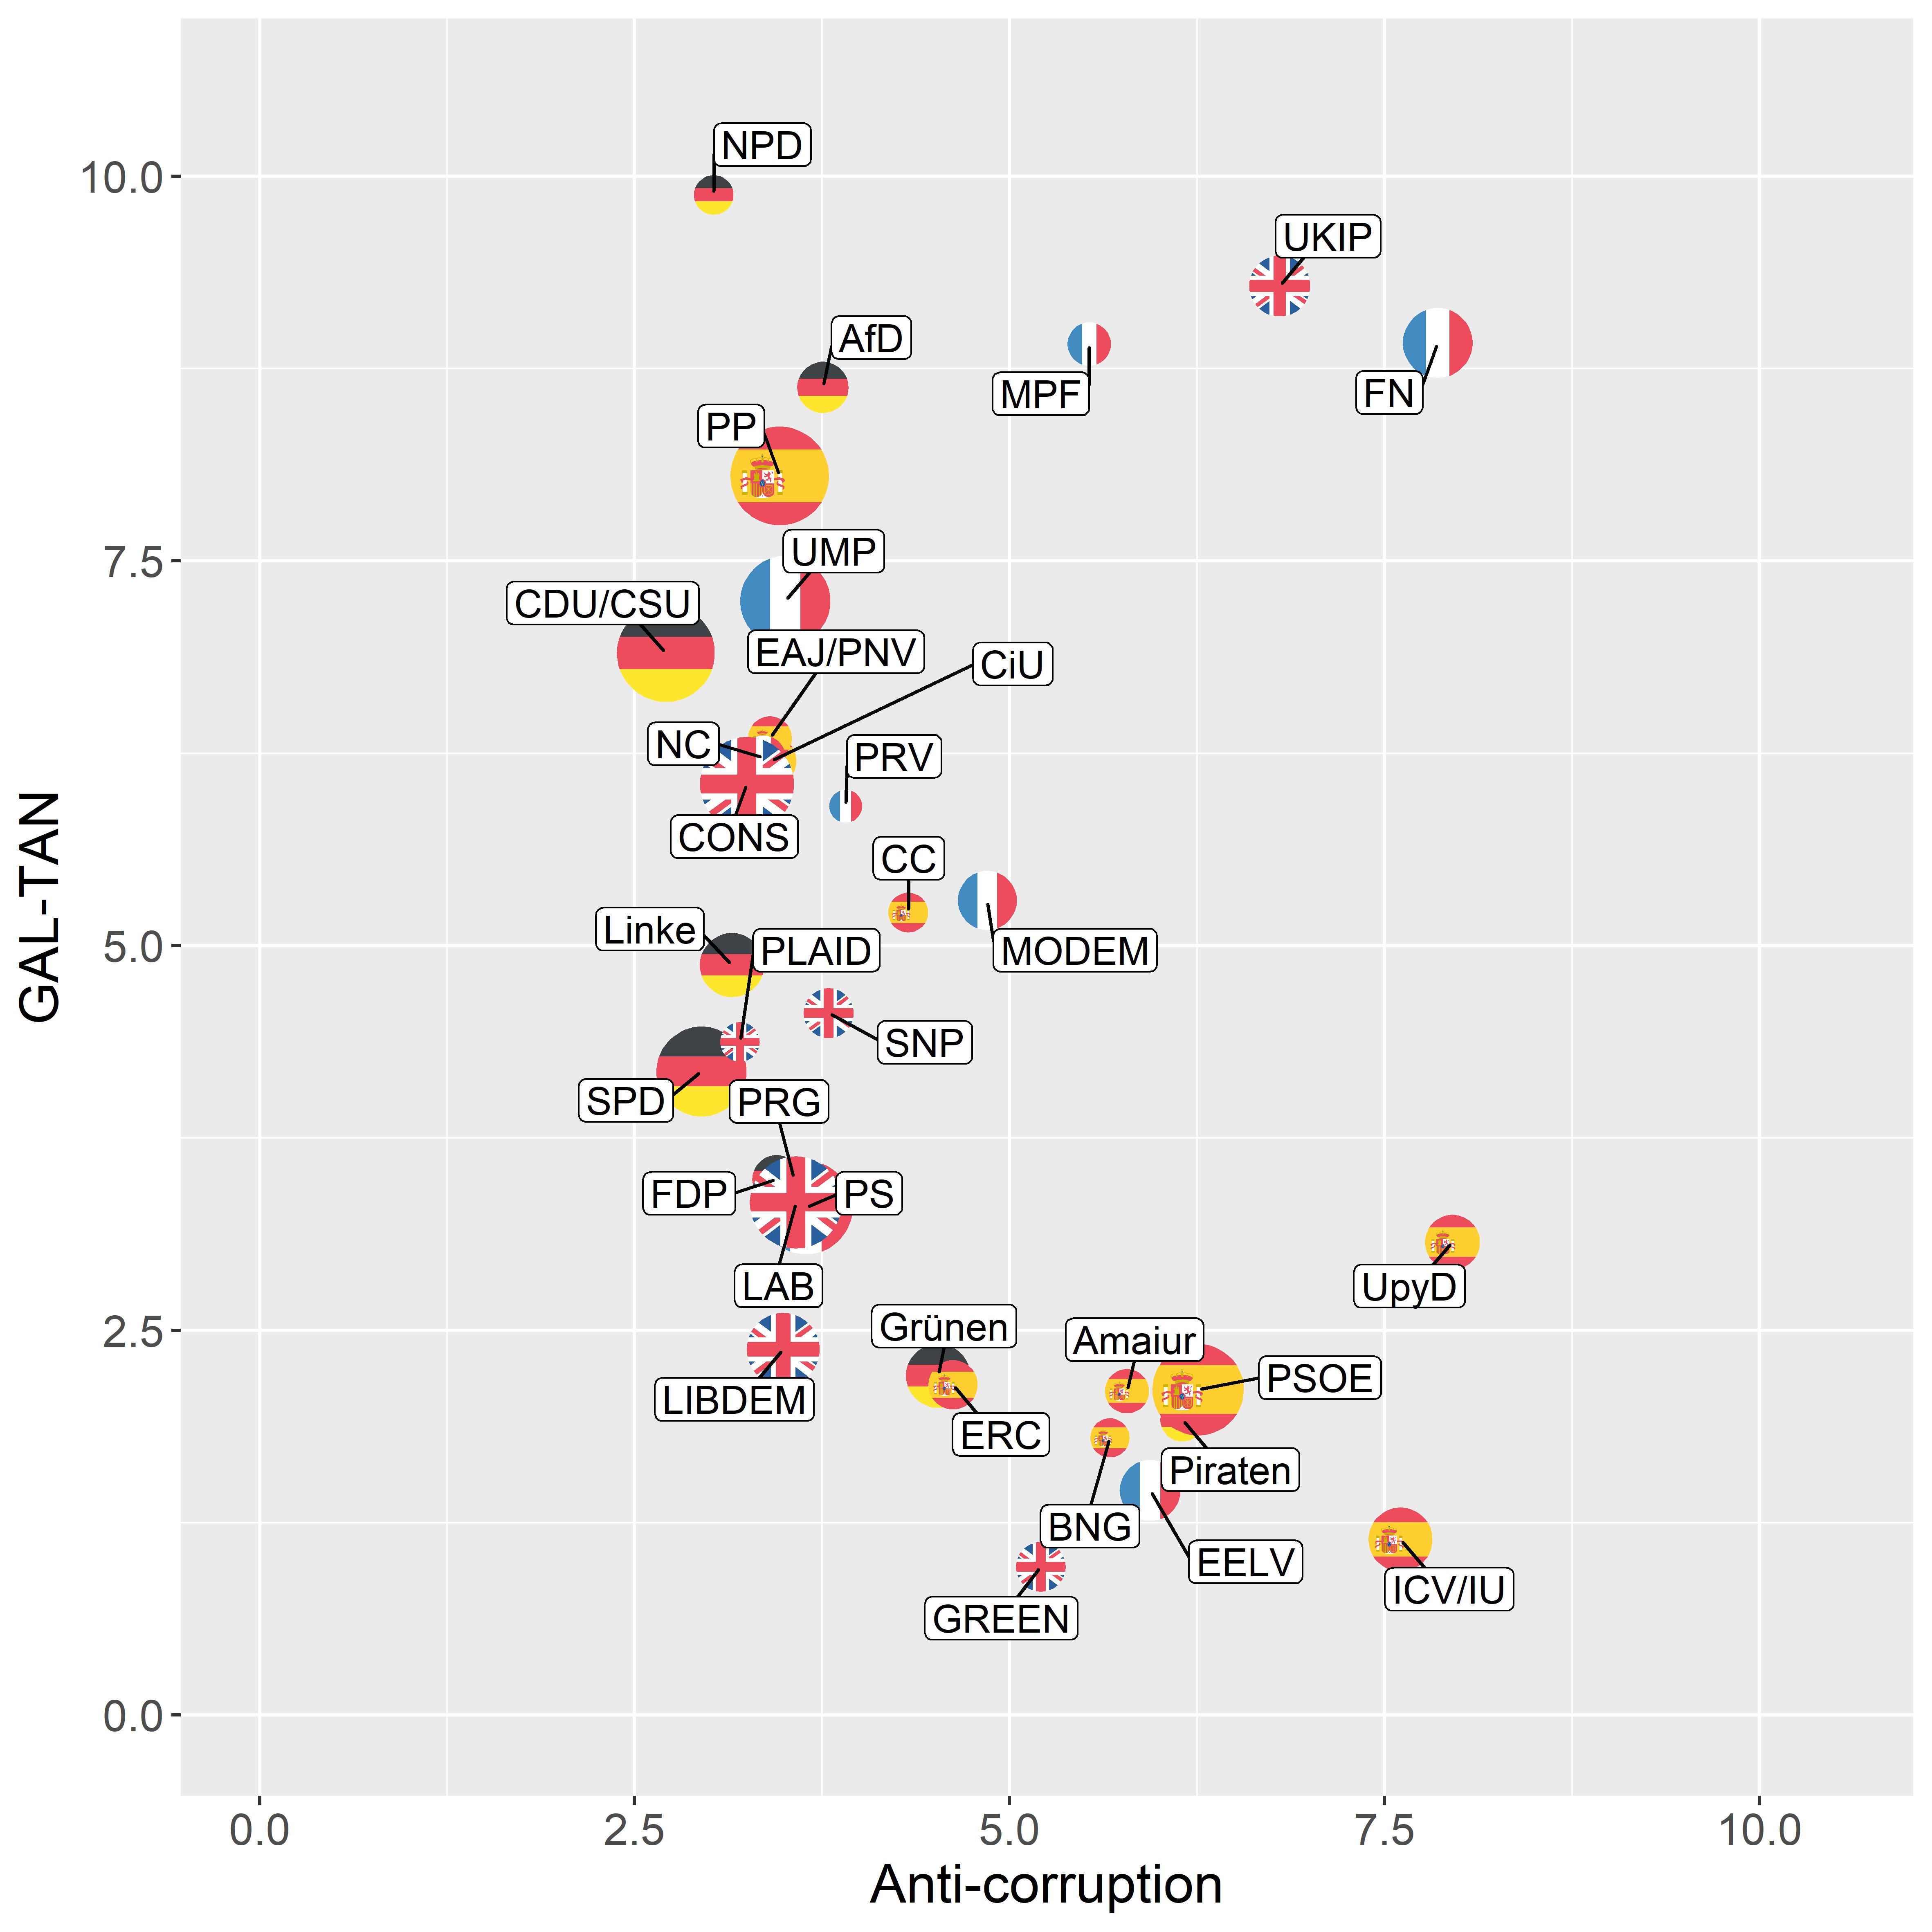 NPD
10.0
UKIP
AfD
MPF
FN
PP
UMP
7.5
CDU/CSU
EAJ/PNV
CiU
NC
PRV
CONS
CC
Linke
PLAID
5.0
MODEM
SNP
SPD
PRG
FDP
PS
LAB
UpyD
Grünen
2.5
Amaiur
PSOE
LIBDEM
ERC
Piraten
BNG
EELV
ICV/IU
GREEN
0.0
GAL-TAN
0.0 2.5 5.0 7.5 10.0
Anti-corruption